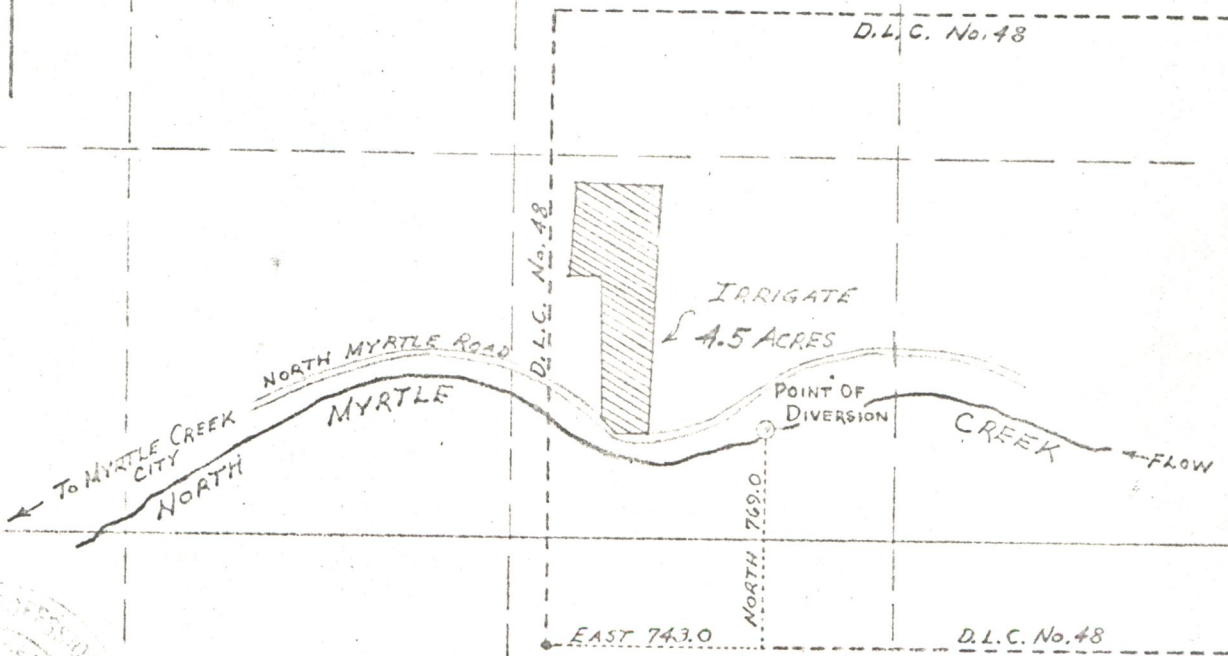 D.L.C. No. 48
D.L.C. No. 48
IRRIGATE
4.5 ACRES
NORTH MYRTLE ROAD
NORTH MYRTLE CREEK
POINT OF
DIVERSION
FLOW
TO MYRTLE CREEK
CITY
NORTH 769.0
EAST 743.0
D.L.C. No. 48